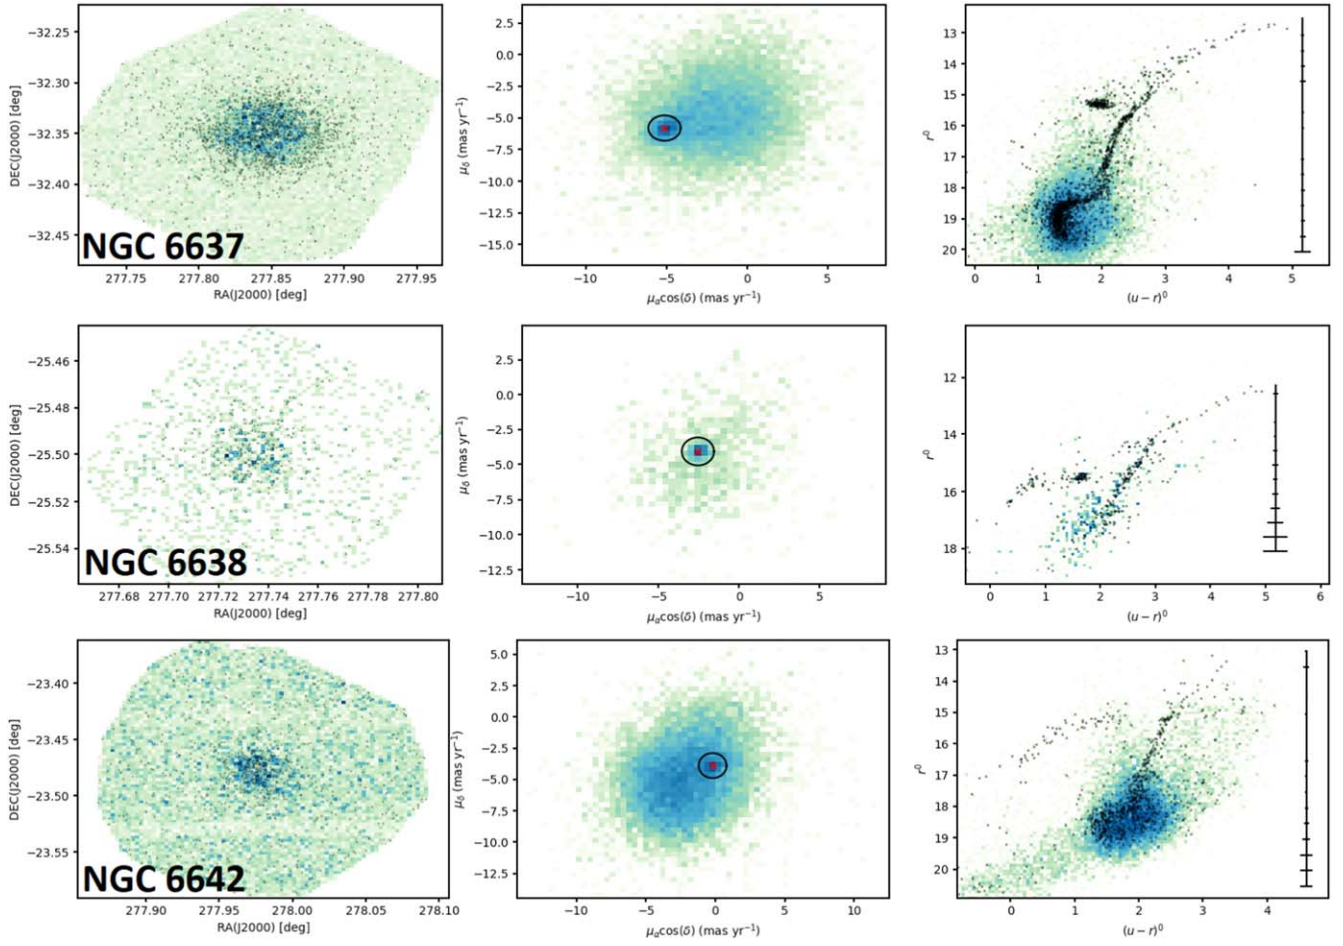 −32.25
−32.30
−32.35
−32.40
−32.45
DEC(J2000) [deg]
NGC 6637
277.75 277.80 277.85 277.90 277.95
RA(J2000) [deg]
2.5
0.0
−2.5
−5.0
−7.5
−10.0
−12.5
−15.0
μδ (mas yr⁻¹)
−10 −5 0 5
μαcos(δ) (mas yr⁻¹)
13
14
15
16
17
18
19
20
r⁰
0 1 2 3 4 5
(u − r)⁰
−25.46
−25.48
−25.50
−25.52
−25.54
DEC(J2000) [deg]
NGC 6638
277.68 277.70 277.72 277.74 277.76 277.78 277.80
RA(J2000) [deg]
2.5
0.0
−2.5
−5.0
−7.5
−10.0
−12.5
μδ (mas yr⁻¹)
−10 −5 0 5
μαcos(δ) (mas yr⁻¹)
12
14
16
18
r⁰
0 1 2 3 4 5 6
(u − r)⁰
−23.40
−23.45
−23.50
−23.55
DEC(J2000) [deg]
NGC 6642
277.90 277.95 278.00 278.05 278.10
RA(J2000) [deg]
5.0
2.5
0.0
−2.5
−5.0
−7.5
−10.0
−12.5
μδ (mas yr⁻¹)
−10 −5 0 5 10
μαcos(δ) (mas yr⁻¹)
13
14
15
16
17
18
19
20
r⁰
0 1 2 3 4
(u − r)⁰